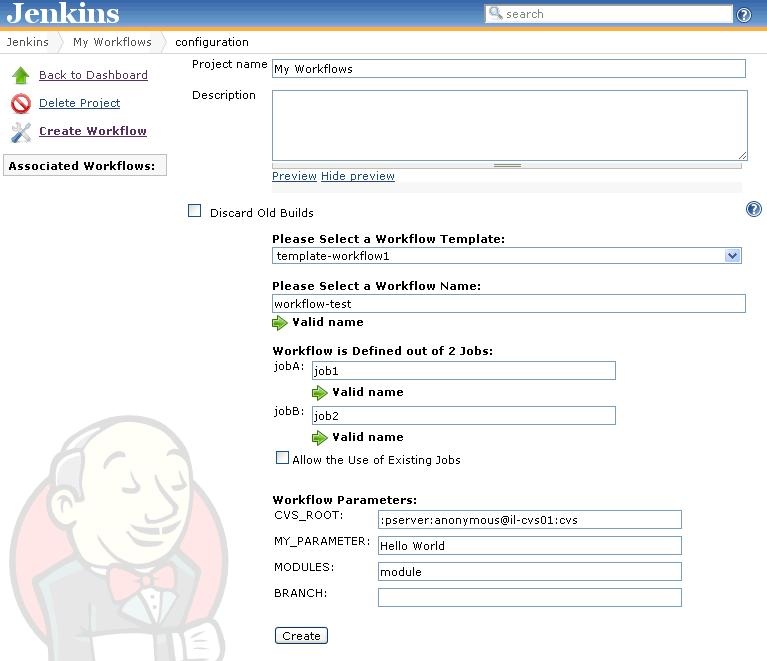 Jenkins
search
Jenkins My Workflows configuration
Back to Dashboard
Delete Project
Create Workflow
Associated Workflows:
Project name My Workflows
Description
Preview Hide preview
Discard Old Builds
Please Select a Workflow Template:
template-workflow1
Please Select a Workflow Name:
workflow-test
Valid name
Workflow is Defined out of 2 Jobs:
jobA: job1
Valid name
jobB: job2
Valid name
Allow the Use of Existing Jobs
Workflow Parameters:
CVS_ROOT: :pserver:anonymous@il-cvs01:cvs
MY_PARAMETER: Hello World
MODULES: module
BRANCH:
Create